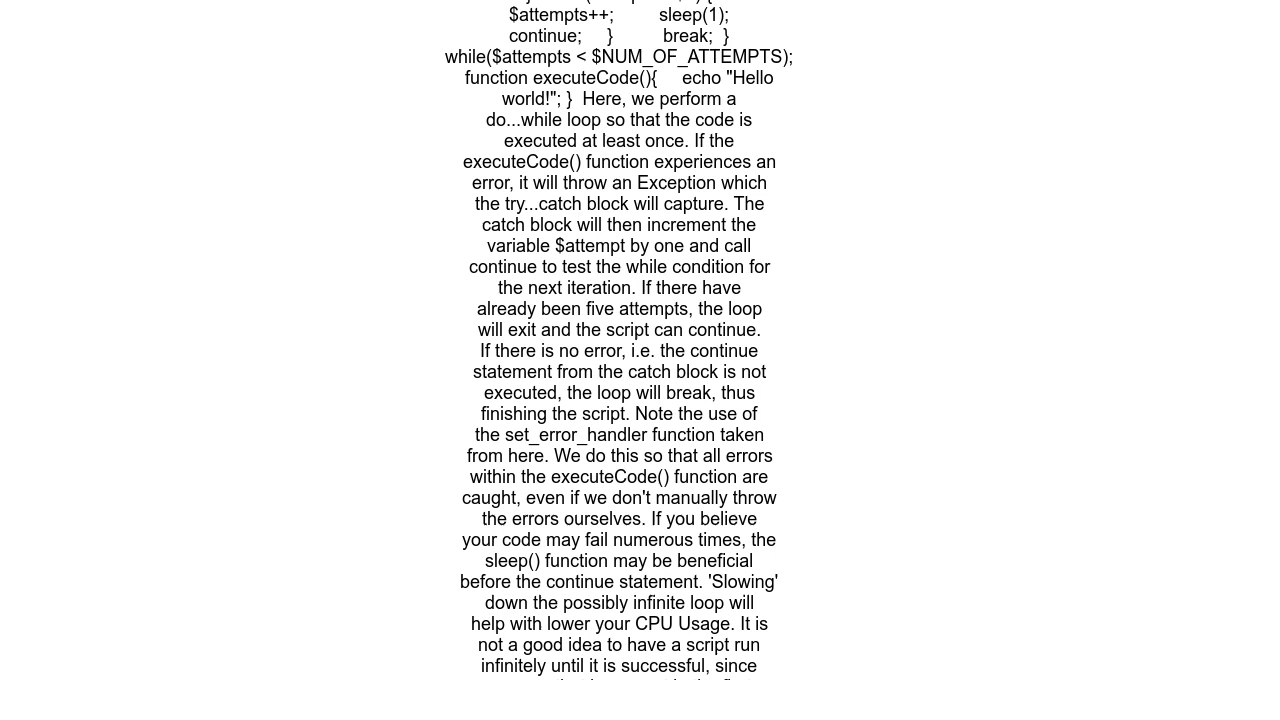 $attempts++;         sleep(1);
continue;     }          break;  }
while($attempts < $NUM_OF_ATTEMPTS);
function executeCode(){     echo "Hello
world!"; }  Here, we perform a
do...while loop so that the code is
executed at least once. If the
executeCode() function experiences an
error, it will throw an Exception which
the try...catch block will capture. The
catch block will then increment the
variable $attempt by one and call
continue to test the while condition for
the next iteration. If there have
already been five attempts, the loop
will exit and the script can continue.
If there is no error, i.e. the continue
statement from the catch block is not
executed, the loop will break, thus
finishing the script. Note the use of
the set_error_handler function taken
from here. We do this so that all errors
within the executeCode() function are
caught, even if we don't manually throw
the errors ourselves. If you believe
your code may fail numerous times, the
sleep() function may be beneficial
before the continue statement. 'Slowing'
down the possibly infinite loop will
help with lower your CPU Usage. It is
not a good idea to have a script run
infinitely until it is successful, since